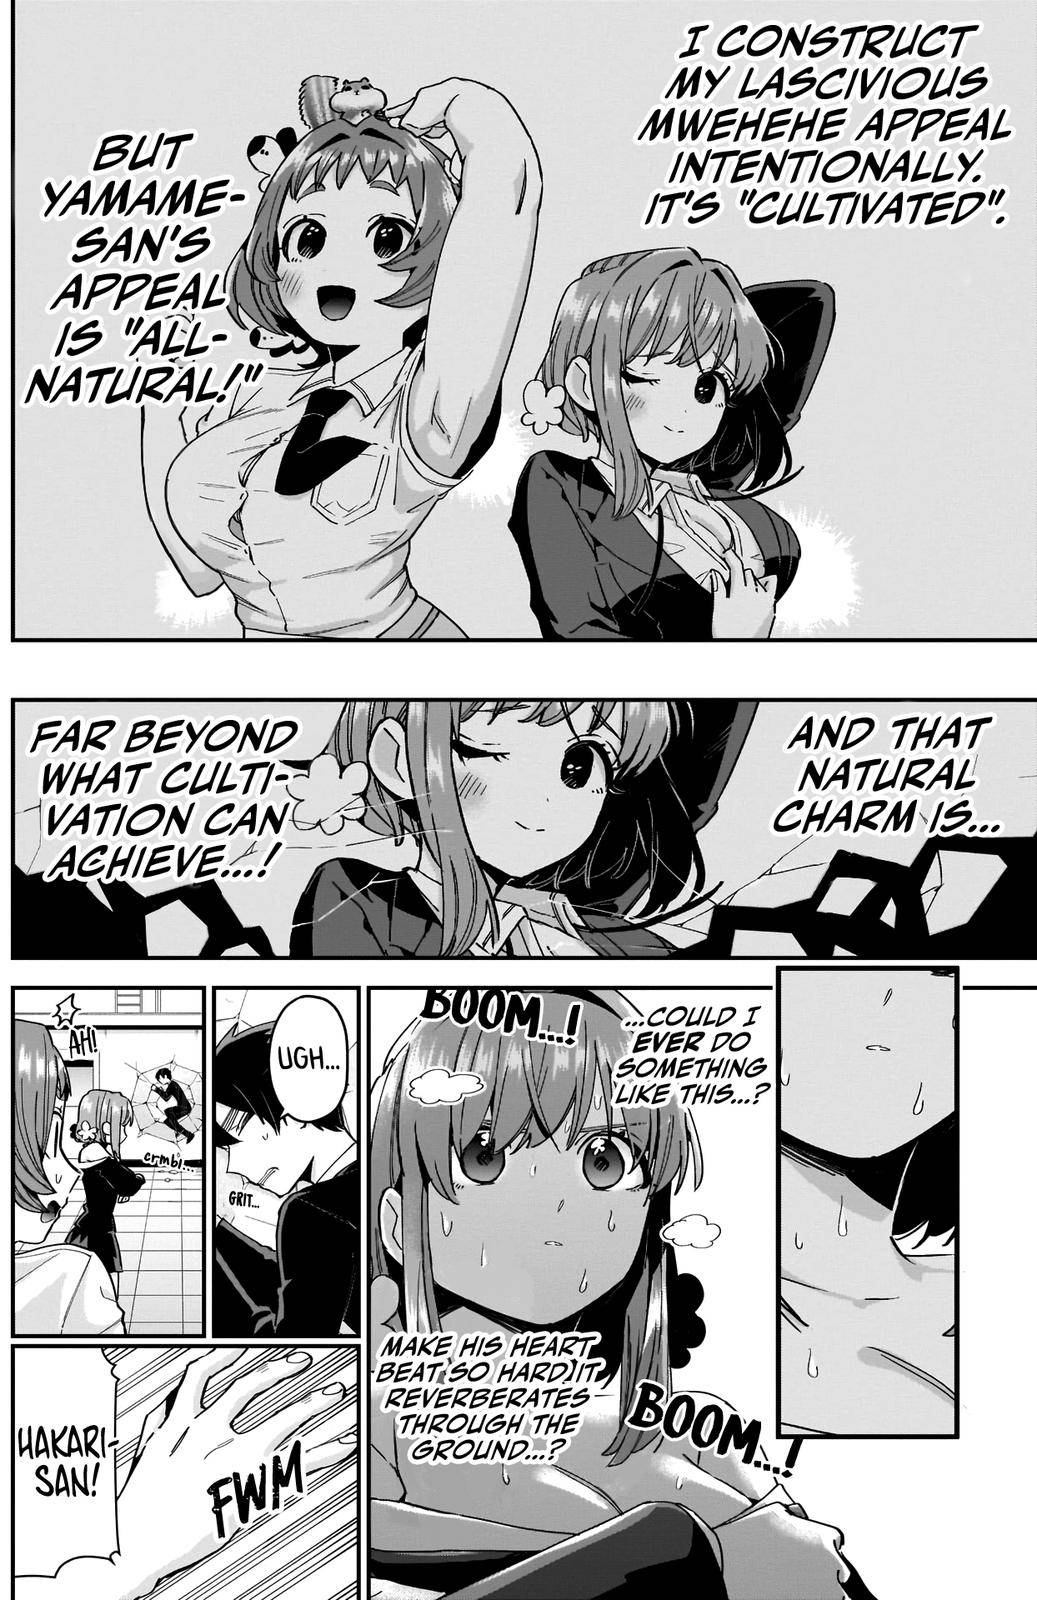 I CONSTRUCT
MY LASCIVIOUS
MWEHEHE APPEAL
INTENTIONALLY.
IT'S "CULTIVATED".
BUT
YAMAME-
SAN'S
APPEAL
IS "ALL-
NATURAL!"
AND THAT
NATURAL
CHARM IS...
FAR BEYOND
WHAT CULTI-
VATION CAN
ACHIEVE...!
BOOM...!
...COULD I
EVER DO
SOMETHING
LIKE THIS...?
MAKE HIS HEART
BEAT SO HARD IT
REVERBERATES
THROUGH THE
GROUND...?
BOOM...!
UGH...
GRIT...
AH!
crmbl...
HAKARI-
SAN!
FWM